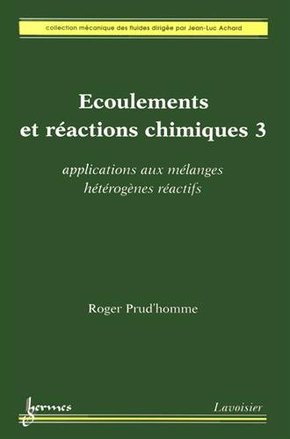 collection mécanique des fluides dirigée par Jean-Luc Achard
Ecoulements
et réactions chimiques 3
applications aux mélanges
hétérogènes réactifs
Roger Prud'homme
hermes
Lavoisier